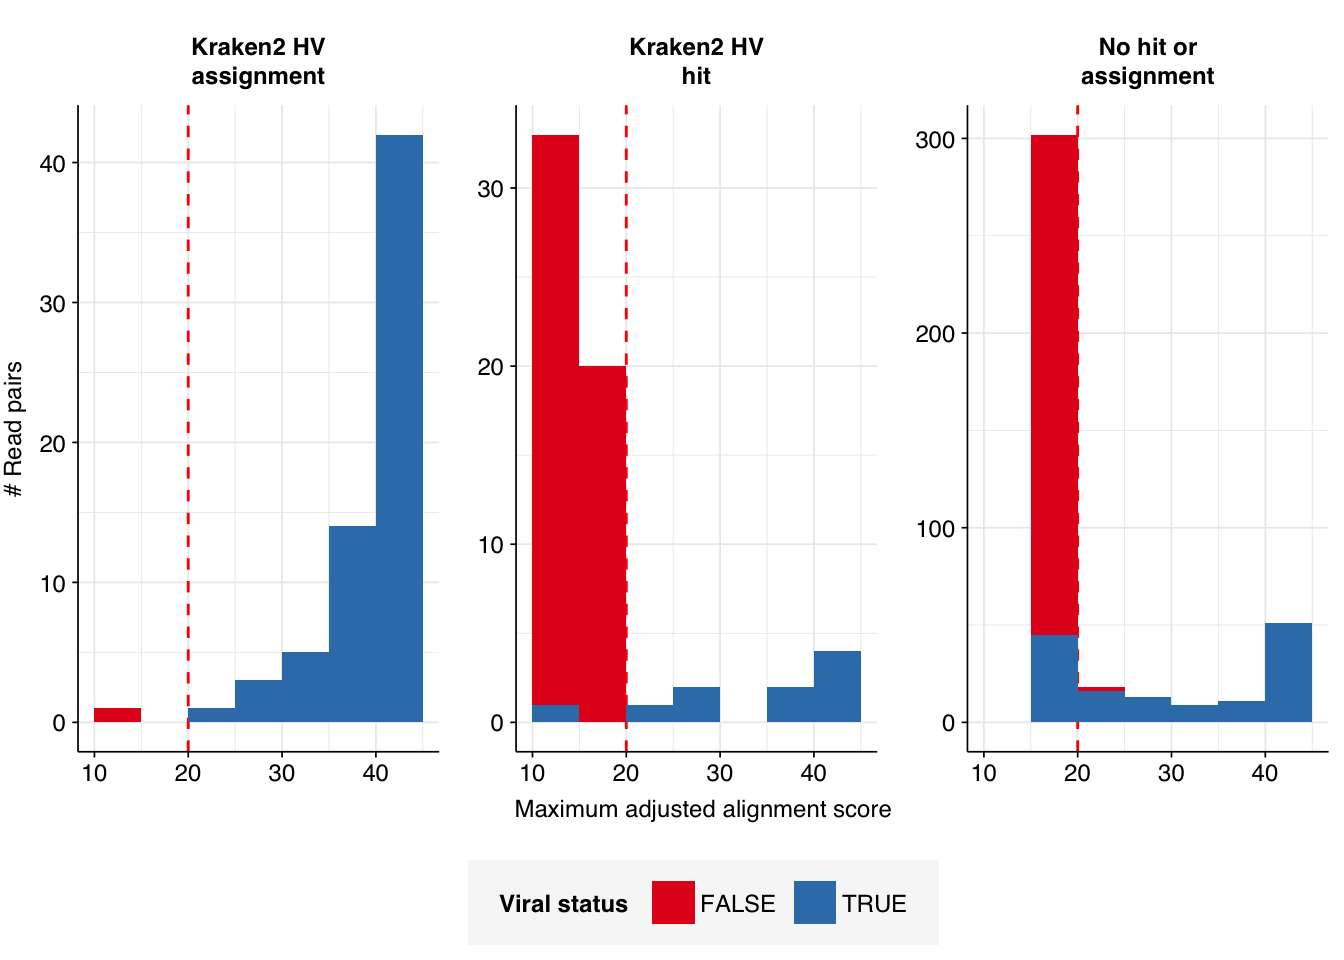 Kraken2 HV
assignment
Kraken2 HV
hit
No hit or
assignment
# Read pairs
40
30
20
10
0
10 20 30 40
30
20
10
0
10 20 30 40
300
200
100
0
10 20 30 40
Maximum adjusted alignment score
Viral status FALSE TRUE